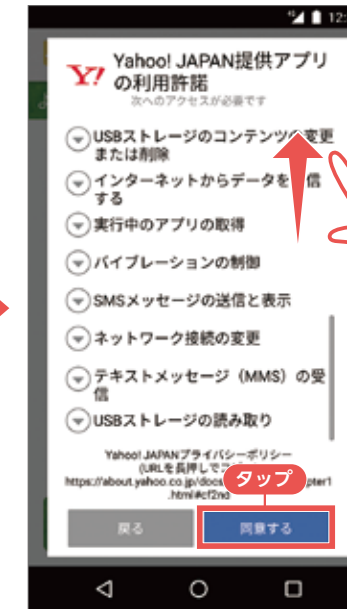 12:
Y! Yahoo! JAPAN提供アプリ
の利用許諾
次へのアクセスが必要です
USBストレージのコンテンツの変更
または削除
インターネットからデータを 信
する
実行中のアプリの取得
バイブレーションの制御
SMSメッセージの送信と表示
ネットワーク接続の変更
テキストメッセージ（MMS）の受
信
USBストレージの読み取り
Yahoo! JAPANプライバシーポリシー
(URLを長押しで
https://about.yahoo.co.jp/docs pter1
.html#cf2nd
タップ
戻る
同意する